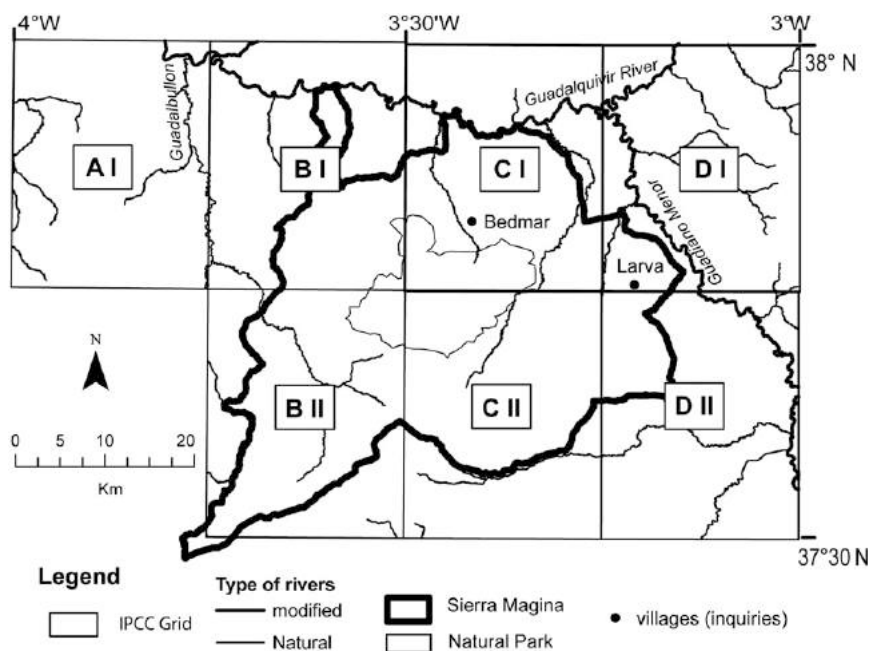 4°W
3°30'W
3°W
38° N
Guadalbullon
Guadalquivir River
A I
B I
C I
D I
Guadiano Menor
Bedmar
Larva
N
B II
C II
D II
0 5 10 20
Km
37°30 N
Legend
IPCC Grid
Type of rivers
modified
Natural
Sierra Magina
Natural Park
villages (inquiries)